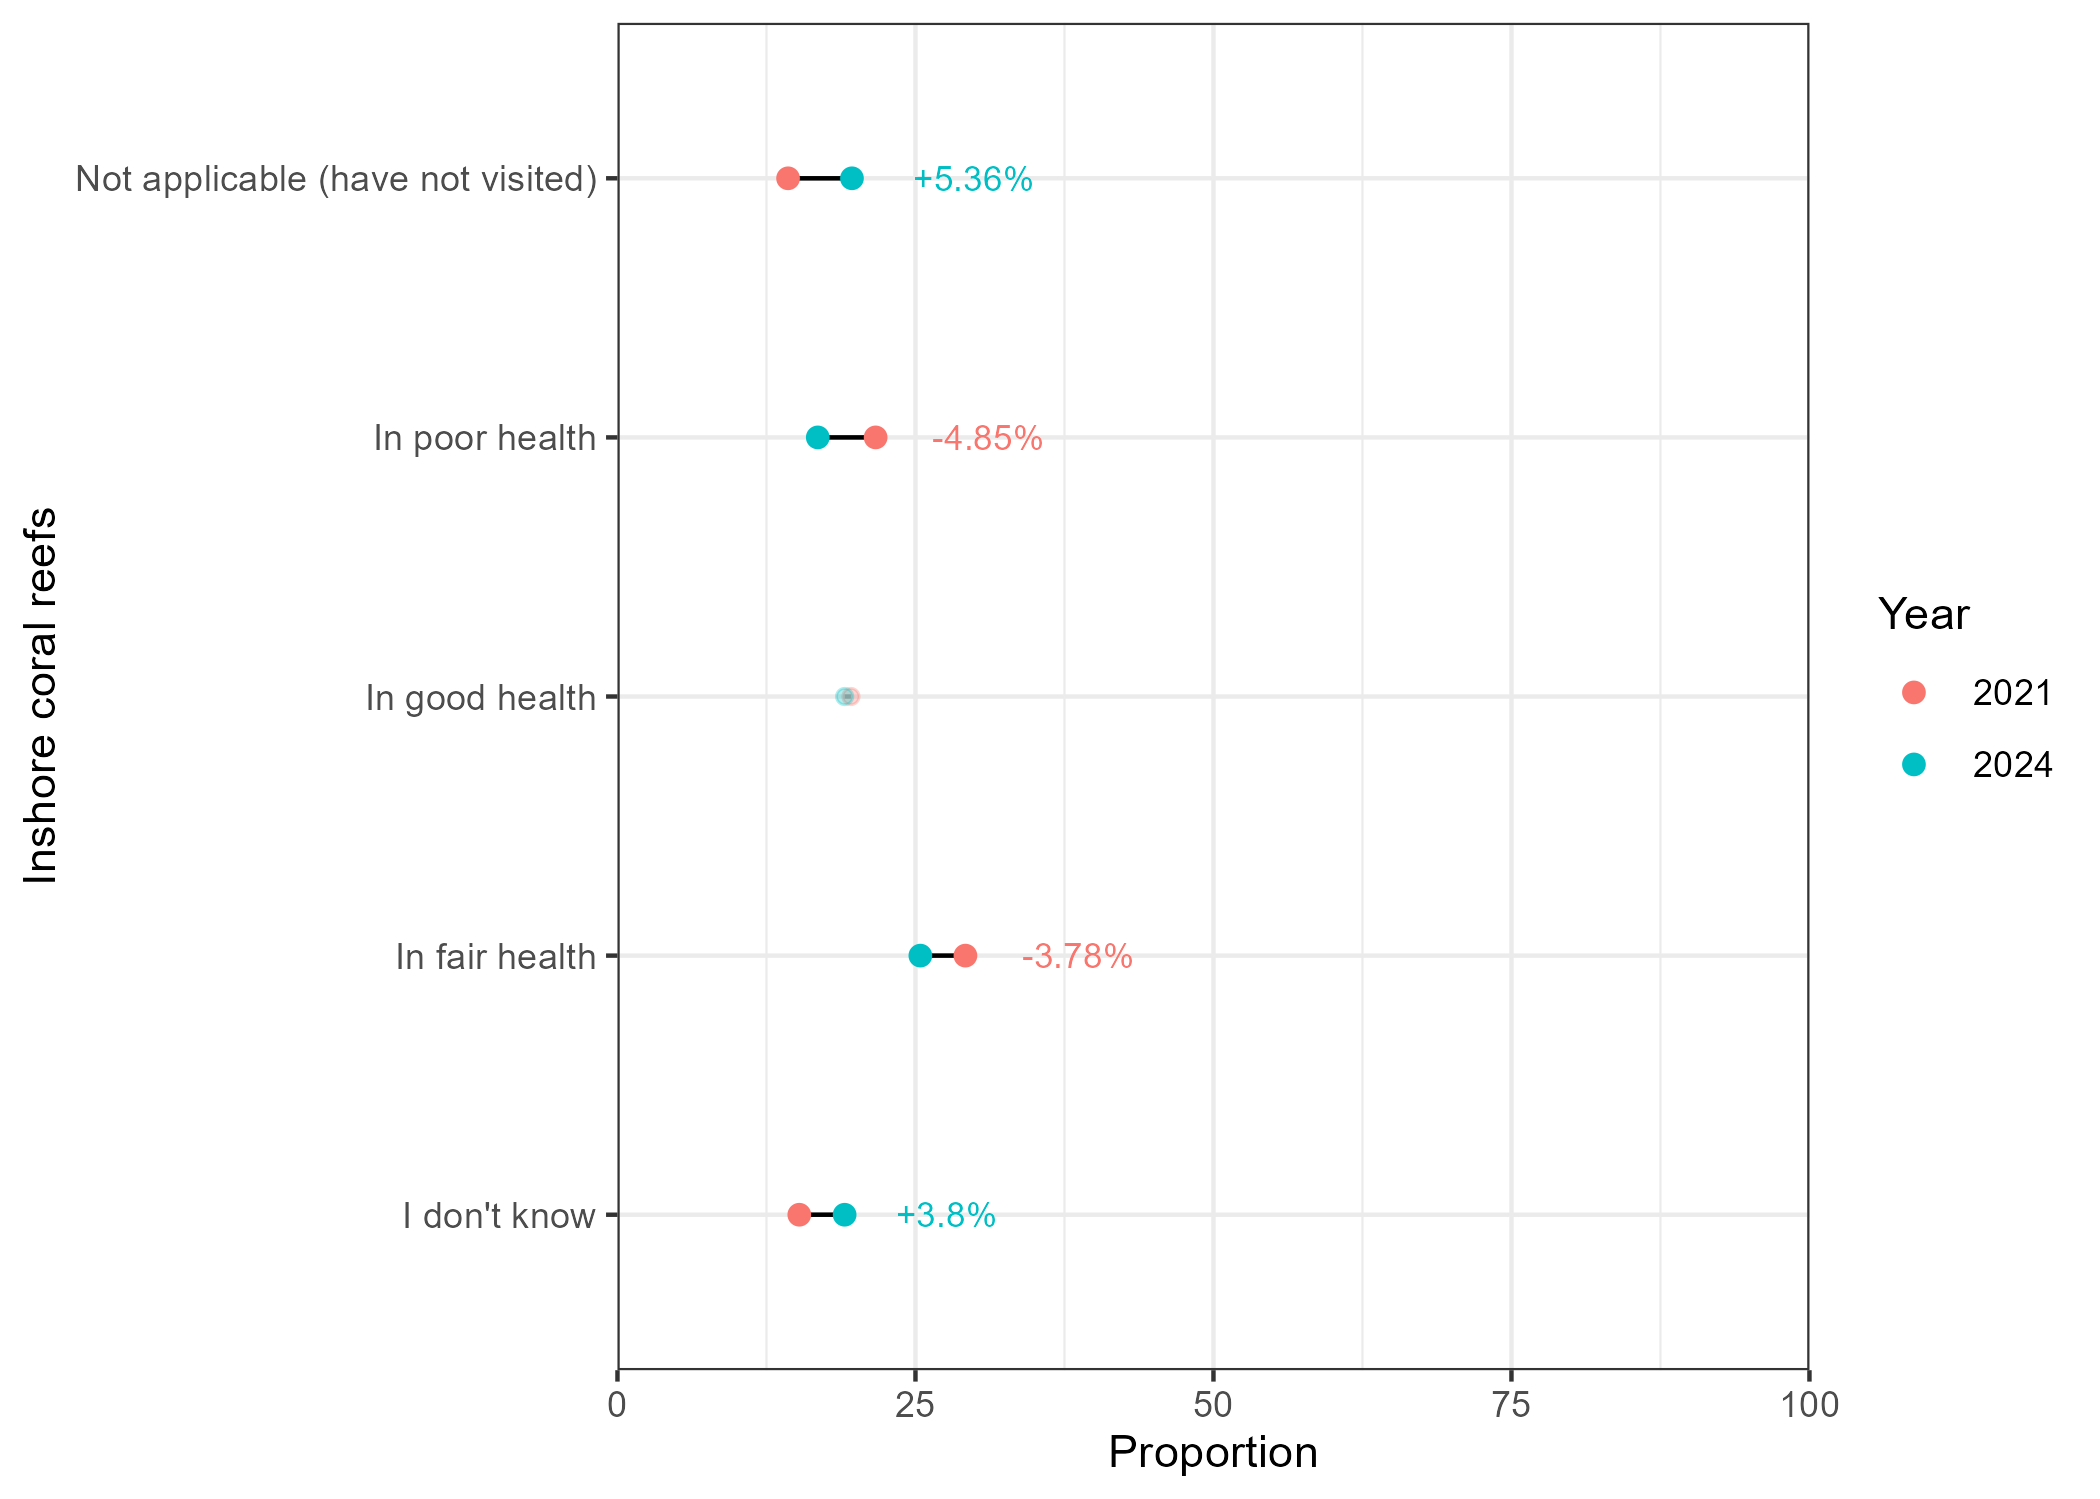 Inshore coral reefs
Not applicable (have not visited)
+5.36%
In poor health
-4.85%
In good health
In fair health
-3.78%
I don't know
+3.8%
0 25 50 75 100
Proportion
Year
2021
2024